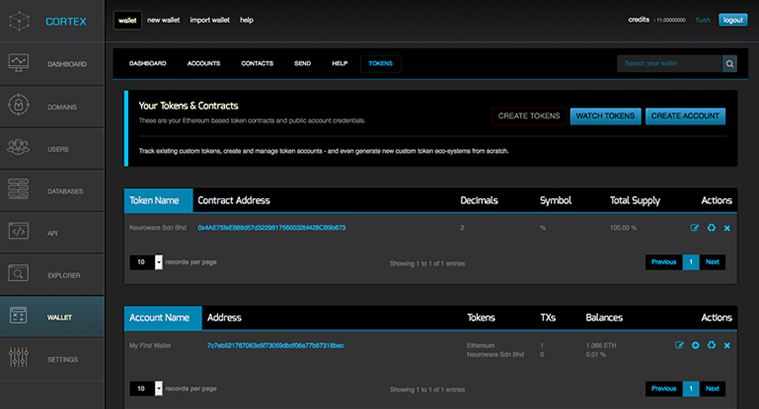 CORTEX
wallet new wallet import wallet help
credits : 11.00000000 flush logout
DASHBOARD
DOMAINS
USERS
DATABASES
API
EXPLORER
WALLET
SETTINGS
DASHBOARD ACCOUNTS CONTACTS SEND HELP TOKENS
Search your wallet
Your Tokens & Contracts
These are your Ethereum based token contracts and public account credentials.
CREATE TOKENS WATCH TOKENS CREATE ACCOUNT
Track existing custom tokens, create and manage token accounts - and even generate new custom token eco-systems from scratch.
Token Name Contract Address Decimals Symbol Total Supply Actions
Neuroware Sdn Bhd 0x4AE75feE889d57d3229817565032bf428CB9b673 2 % 100.00 %
10 records per page Showing 1 to 1 of 1 entries Previous 1 Next
Account Name Address Tokens TXs Balances Actions
My First Wallet 7c7eb521767063e5f73059dbdf06a77b87318bec Ethereum 1 1.066 ETH
Neuroware Sdn Bhd 0 0.01 %
10 records per page Showing 1 to 1 of 1 entries Previous 1 Next